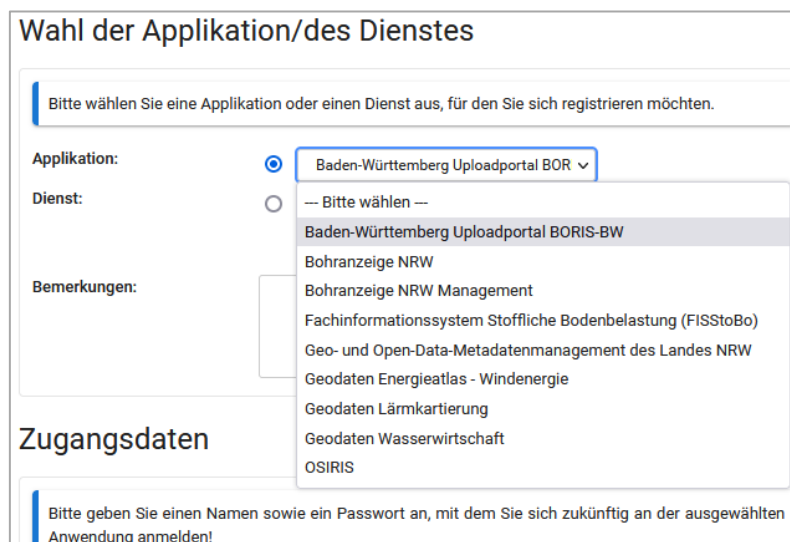 Wahl der Applikation/des Dienstes
Bitte wählen Sie eine Applikation oder einen Dienst aus, für den Sie sich registrieren möchten.
Applikation:
Baden-Württemberg Uploadportal BOR
Dienst:
--- Bitte wählen ---
Baden-Württemberg Uploadportal BORIS-BW
Bohranzeige NRW
Bemerkungen:
Bohranzeige NRW Management
Fachinformationssystem Stoffliche Bodenbelastung (FISStoBo)
Geo- und Open-Data-Metadatenmanagement des Landes NRW
Geodaten Energieatlas - Windenergie
Geodaten Lärmkartierung
Geodaten Wasserwirtschaft
OSIRIS
Zugangsdaten
Bitte geben Sie einen Namen sowie ein Passwort an, mit dem Sie sich zukünftig an der ausgewählten
Anwendung anmelden!